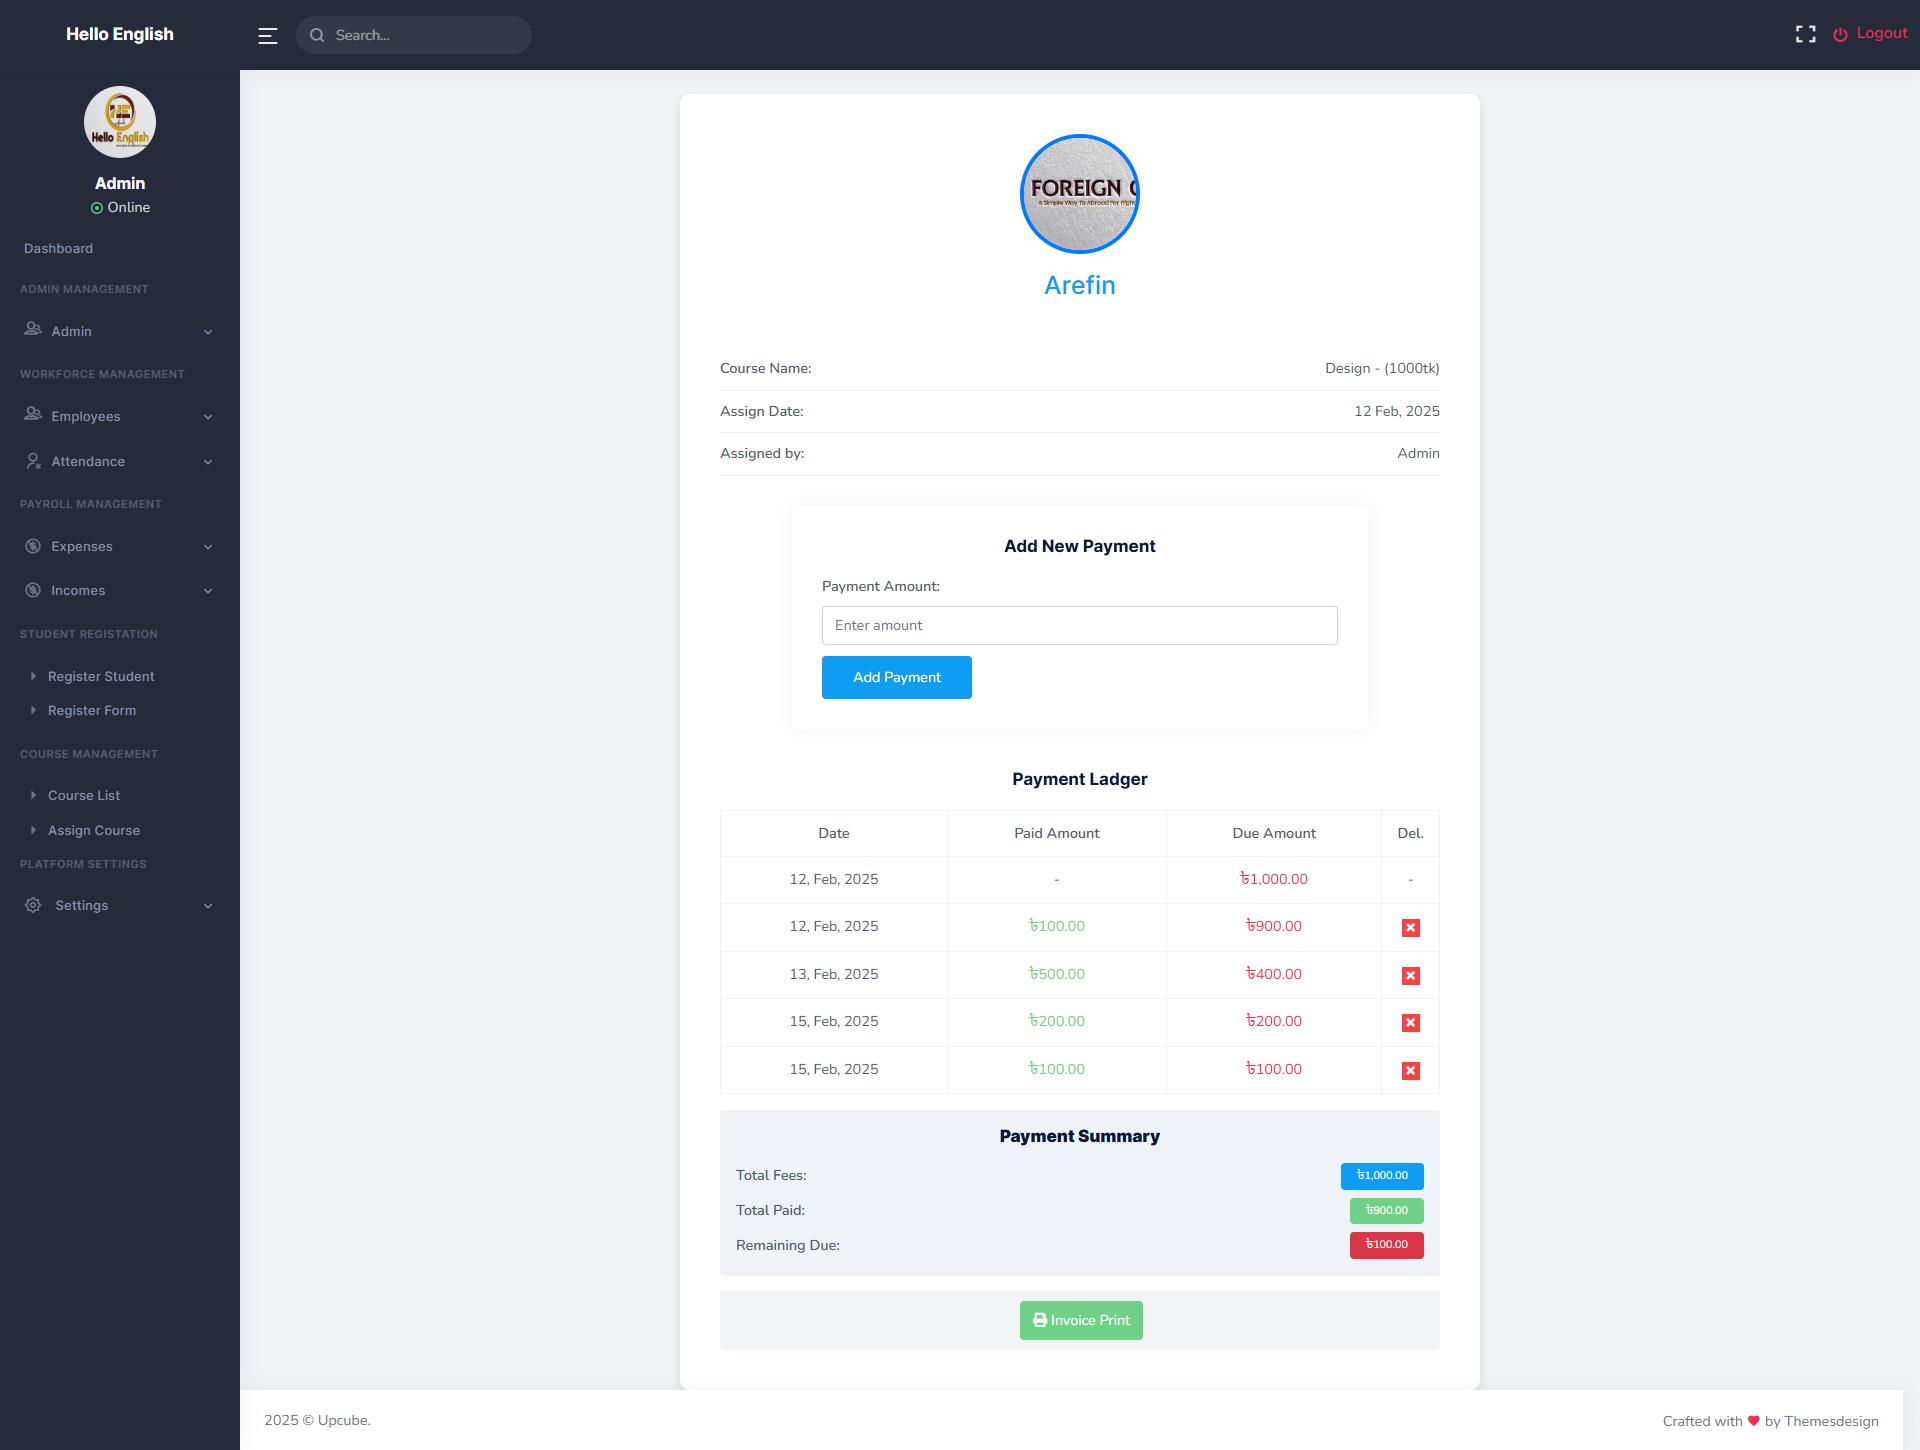 Hello English
Search...
Logout
Hello English
Admin
Online
Dashboard
ADMIN MANAGEMENT
Admin
WORKFORCE MANAGEMENT
Employees
Attendance
PAYROLL MANAGEMENT
Expenses
Incomes
STUDENT REGISTATION
Register Student
Register Form
COURSE MANAGEMENT
Course List
Assign Course
PLATFORM SETTINGS
Settings
FOREIGN
A Simple Way To Abroad For
Arefin
Course Name: Design - (1000tk)
Assign Date: 12 Feb, 2025
Assigned by: Admin
Add New Payment
Payment Amount:
Enter amount
Add Payment
Payment Ladger
Date Paid Amount Due Amount Del.
12, Feb, 2025 - ৳1,000.00 -
12, Feb, 2025 ৳100.00 ৳900.00
13, Feb, 2025 ৳500.00 ৳400.00
15, Feb, 2025 ৳200.00 ৳200.00
15, Feb, 2025 ৳100.00 ৳100.00
Payment Summary
Total Fees: ৳1,000.00
Total Paid: ৳900.00
Remaining Due: ৳100.00
Invoice Print
2025 © Upcube.
Crafted with ❤ by Themesdesign